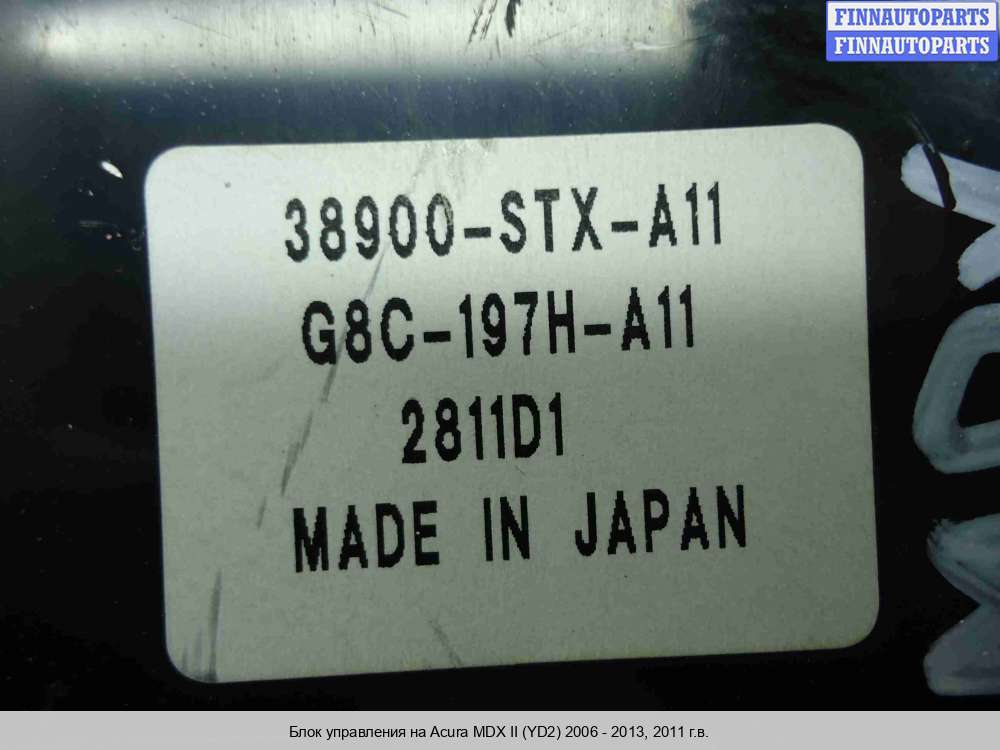 FINNAUTOPARTS
FINNAUTOPARTS
38900-STX-A11
G8C-197H-A11
2811D1
MADE IN JAPAN
MDX
Блок управления на Acura MDX II (YD2) 2006 - 2013, 2011 г.в.